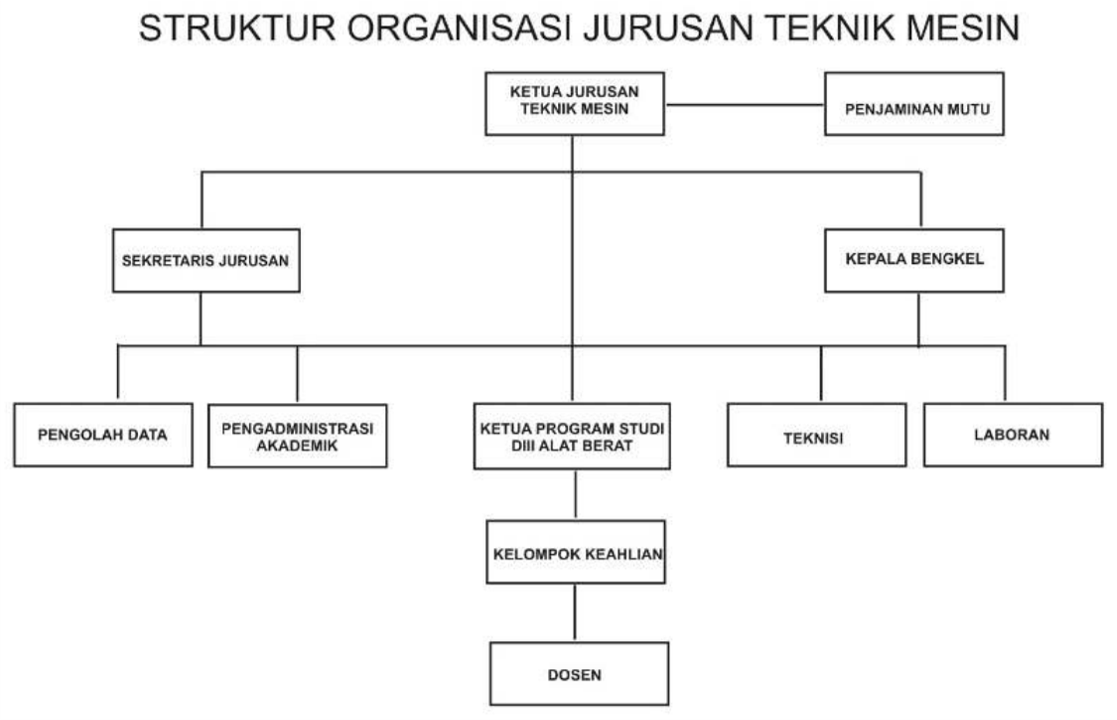 STRUKTUR ORGANISASI JURUSAN TEKNIK MESIN
KETUA JURUSAN
TEKNIK MESIN
PENJAMINAN MUTU
SEKRETARIS JURUSAN
KEPALA BENGKEL
PENGOLAH DATA
PENGADMINISTRASI
AKADEMIK
KETUA PROGRAM STUDI
DIII ALAT BERAT
TEKNISI
LABORAN
KELOMPOK KEAHLIAN
DOSEN